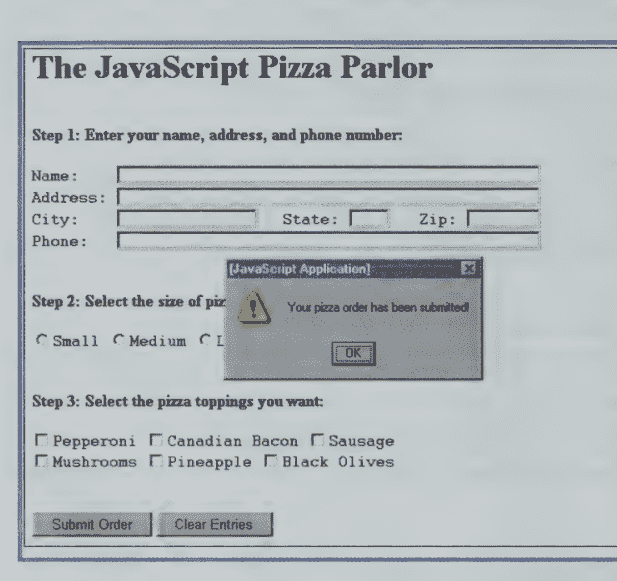 The JavaScript Pizza Parlor
Step 1: Enter your name, address, and phone number:
Name:
Address:
City: State: Zip:
Phone:
[JavaScript Application]
Your pizza order has been submitted!
OK
Step 2: Select the size of
Small Medium
Step 3: Select the pizza toppings you want:
Pepperoni Canadian Bacon Sausage
Mushrooms Pineapple Black Olives
Submit Order Clear Entries